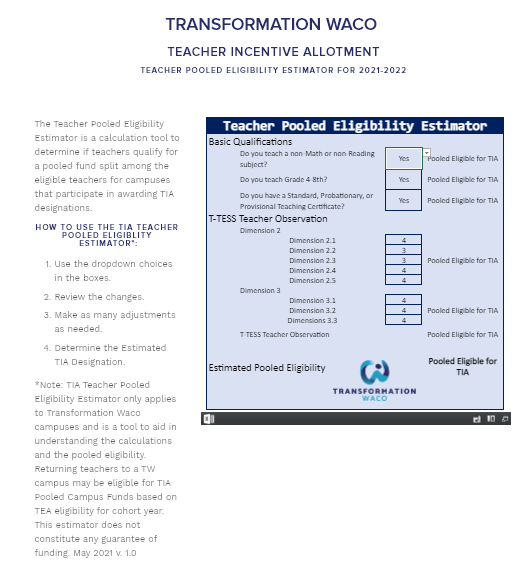 TRANSFORMATION WACO
TEACHER INCENTIVE ALLOTMENT
TEACHER POOLED ELIGIBILITY ESTIMATOR FOR 2021-2022
The Teacher Pooled Eligibility
Estimator is a calculation tool to
determine if teachers qualify for
a pooled fund split among the
eligible teachers for campuses
that participate in awarding TIA
designations.
HOW TO USE THE TIA TEACHER
POOLED ELIGIBLITY
ESTIMATOR*:
1. Use the dropdown choices
in the boxes.
2. Review the changes.
3. Make as many adjustments
as needed.
4. Determine the Estimated
TIA Designation.
*Note: TIA Teacher Pooled
Eligibility Estimator only applies
to Transformation Waco
campuses and is a tool to aid in
understanding the calculations
and the pooled eligibility.
Returning teachers to a TW
campus may be eligible for TIA
Pooled Campus Funds based on
TEA eligibility for cohort year.
This estimator does not
constitute any guarantee of
funding. May 2021 v. 1.0
Teacher Pooled Eligibility Estimator
Basic Qualifications
Do you teach a non-Math or non-Reading
subject? Yes Pooled Eligible for TIA
Do you teach Grade 4-8th? Yes Pooled Eligible for TIA
Do you have a Standard, Probationary, or
Provisional Teaching Certificate? Yes Pooled Eligible for TIA
T-TESS Teacher Observation
Dimension 2
Dimension 2.1 4
Dimension 2.2 3
Dimension 2.3 3 Pooled Eligible for TIA
Dimension 2.4 4
Dimension 2.5 4
Dimension 3
Dimension 3.1 4
Dimension 3.2 4 Pooled Eligible for TIA
Dimensions 3.3 4
T-TESS Teacher Observation Pooled Eligible for TIA
Estimated Pooled Eligibility Pooled Eligible for
TIA
TRANSFORMATION
WACO